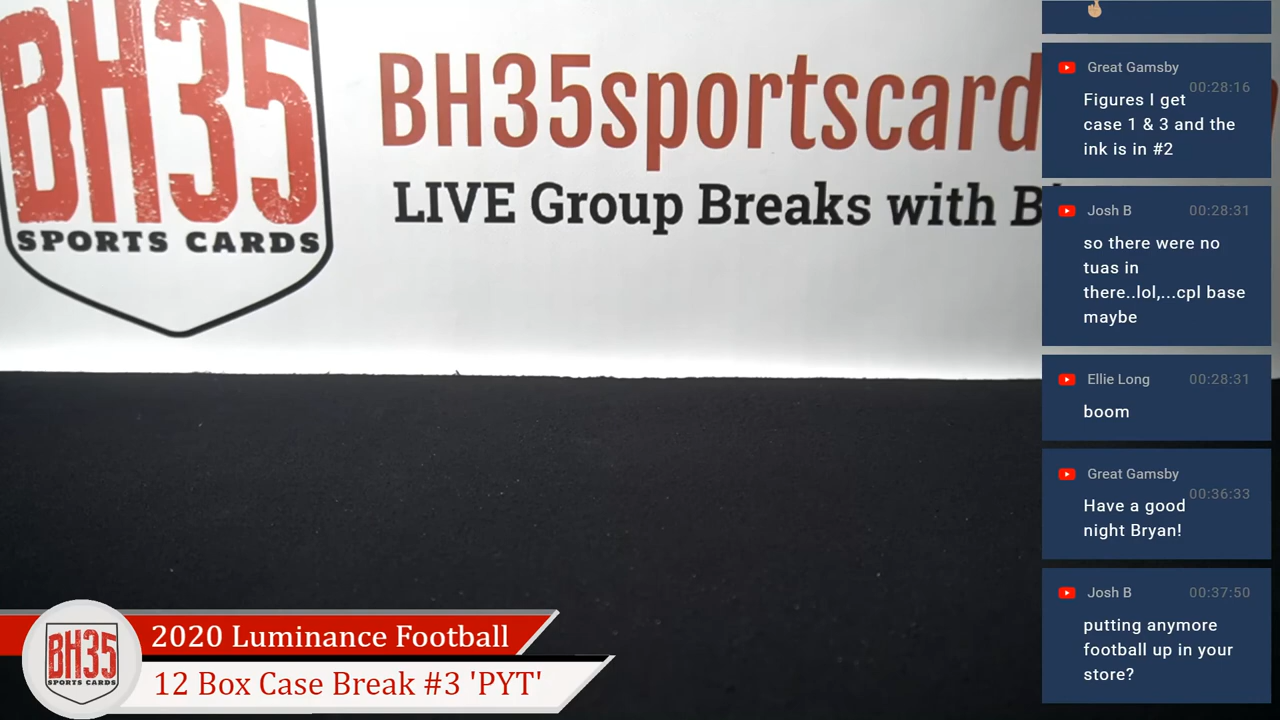 BH35
SPORTS CARDS
BH35sportscard
LIVE Group Breaks with
Great Gamsby
00:28:16
Figures I get
case 1 & 3 and the
ink is in #2
Josh B 00:28:31
so there were no
tuas in
there..lol,...cpl base
maybe
Ellie Long 00:28:31
boom
Great Gamsby
00:36:33
Have a good
night Bryan!
Josh B 00:37:50
putting anymore
football up in your
store?
BH35
SPORTS CARDS
2020 Luminance Football
12 Box Case Break #3 'PYT'